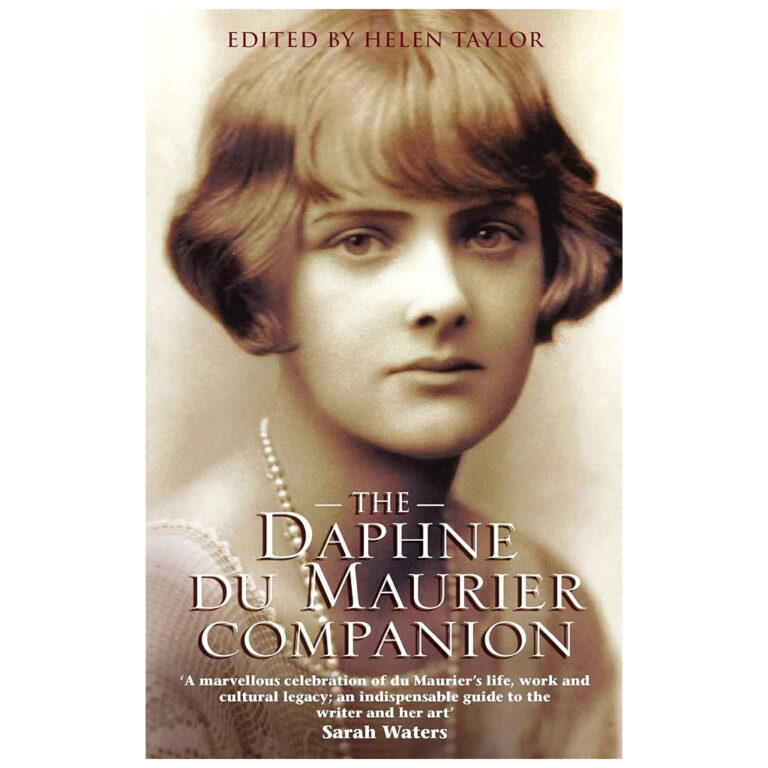 EDITED BY HELEN TAYLOR
— THE —
DAPHNE
DU MAURIER
COMPANION
‘A marvellous celebration of du Maurier’s life, work and
cultural legacy; an indispensable guide to the
writer and her art’
Sarah Waters